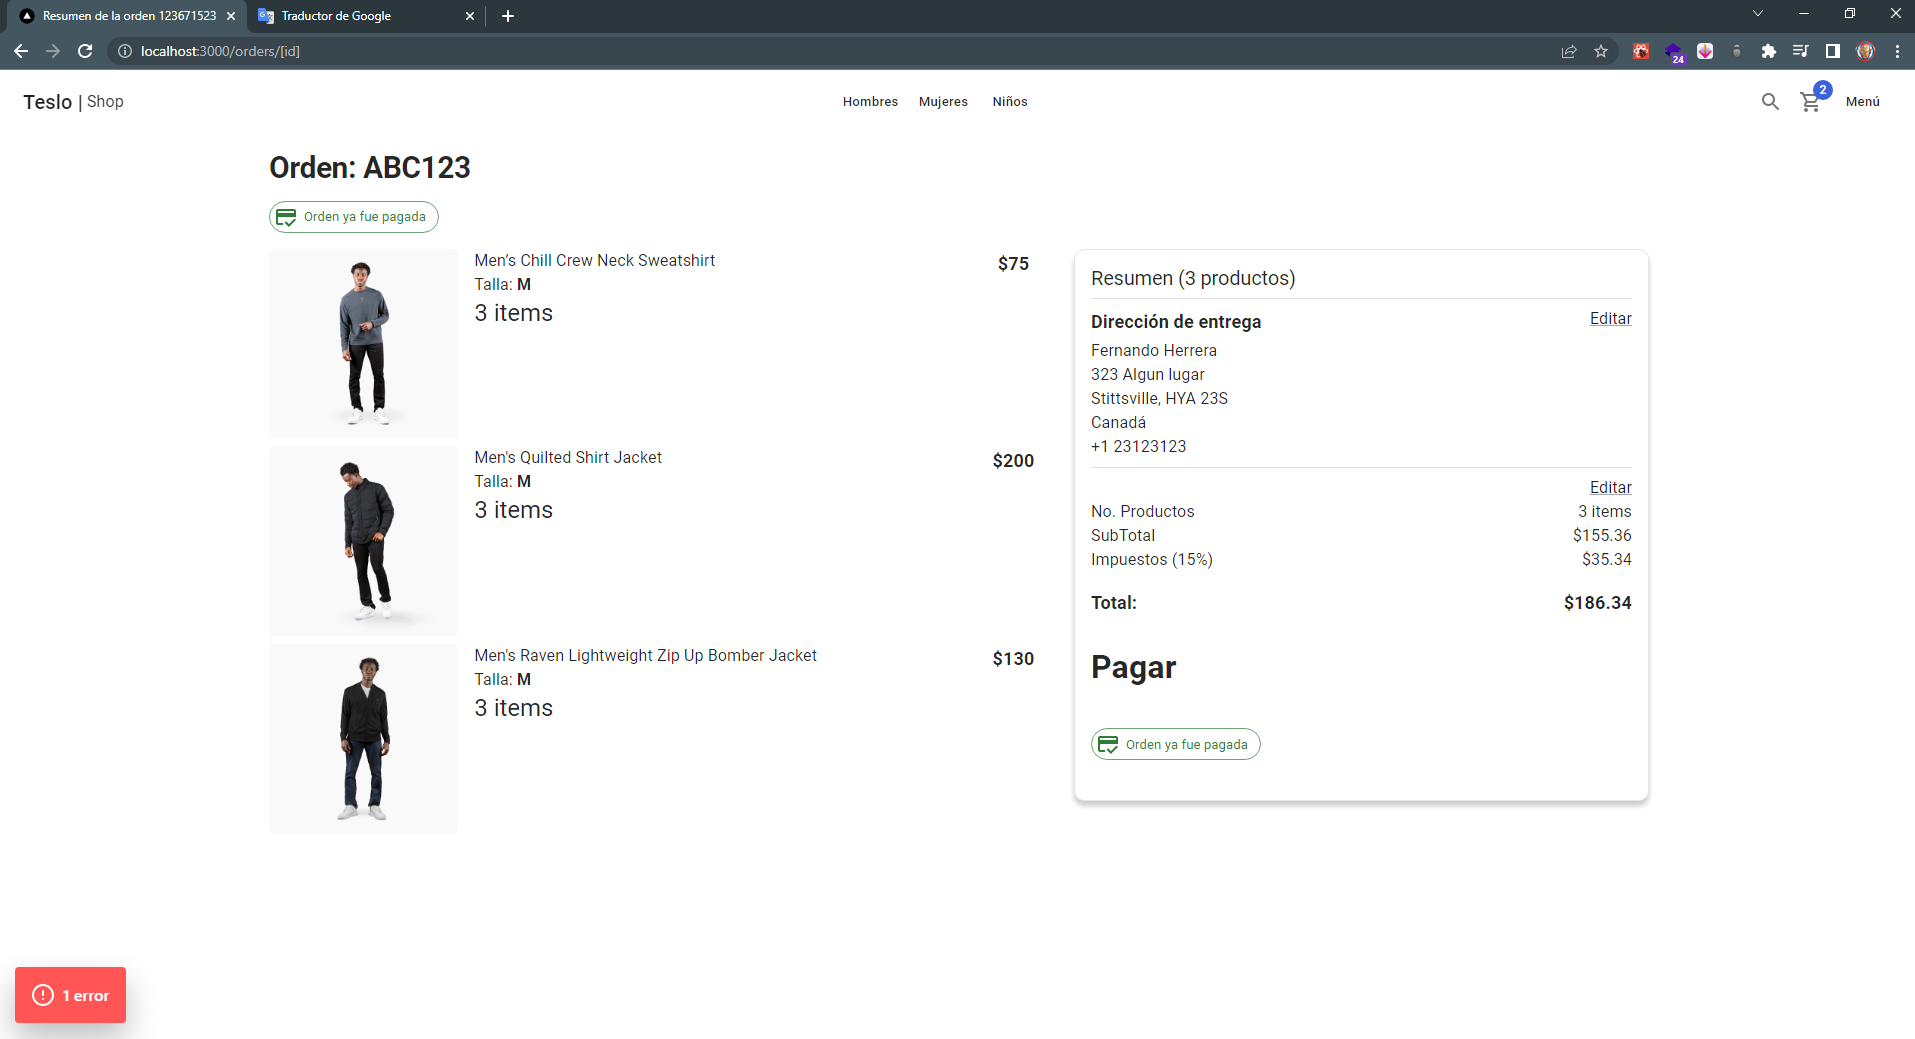 Resumen de la orden 123671523
Traductor de Google
localhost:3000/orders/[id]
24
Teslo | Shop
Hombres Mujeres Niños
2
Menú
Orden: ABC123
Orden ya fue pagada
Men’s Chill Crew Neck Sweatshirt
$75
Talla: M
3 items
Men's Quilted Shirt Jacket
$200
Talla: M
3 items
Men's Raven Lightweight Zip Up Bomber Jacket
$130
Talla: M
3 items
Resumen (3 productos)
Dirección de entrega
Editar
Fernando Herrera
323 Algun lugar
Stittsville, HYA 23S
Canadá
+1 23123123
Editar
No. Productos 3 items
SubTotal $155.36
Impuestos (15%) $35.34
Total: $186.34
Pagar
Orden ya fue pagada
1 error